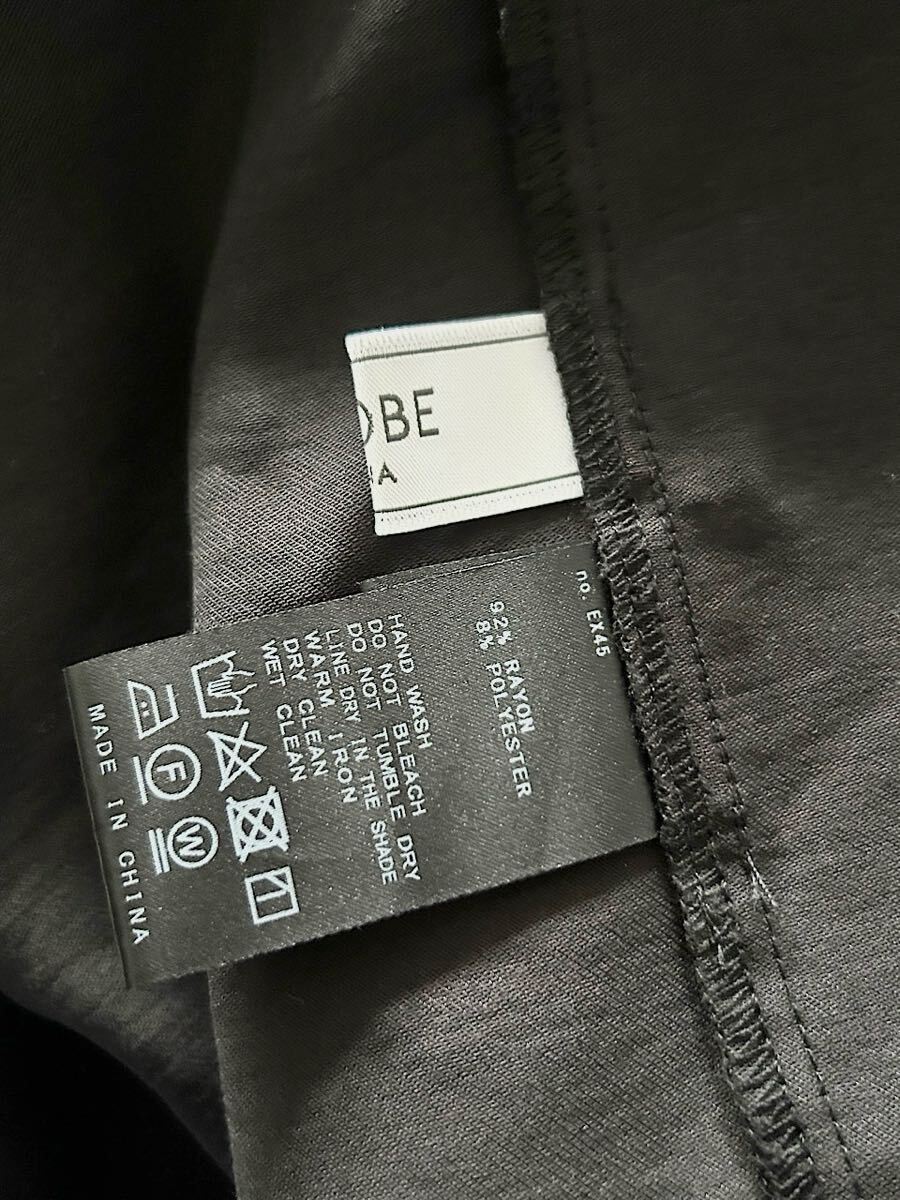 OBE
no. EX45
92% RAYON
8% POLYESTER
HAND WASH
DO NOT BLEACH
DO NOT TUMBLE DRY
LINE DRY IN THE SHADE
WARM IRON
DRY CLEAN
WET CLEAN
F
W
MADE IN CHINA